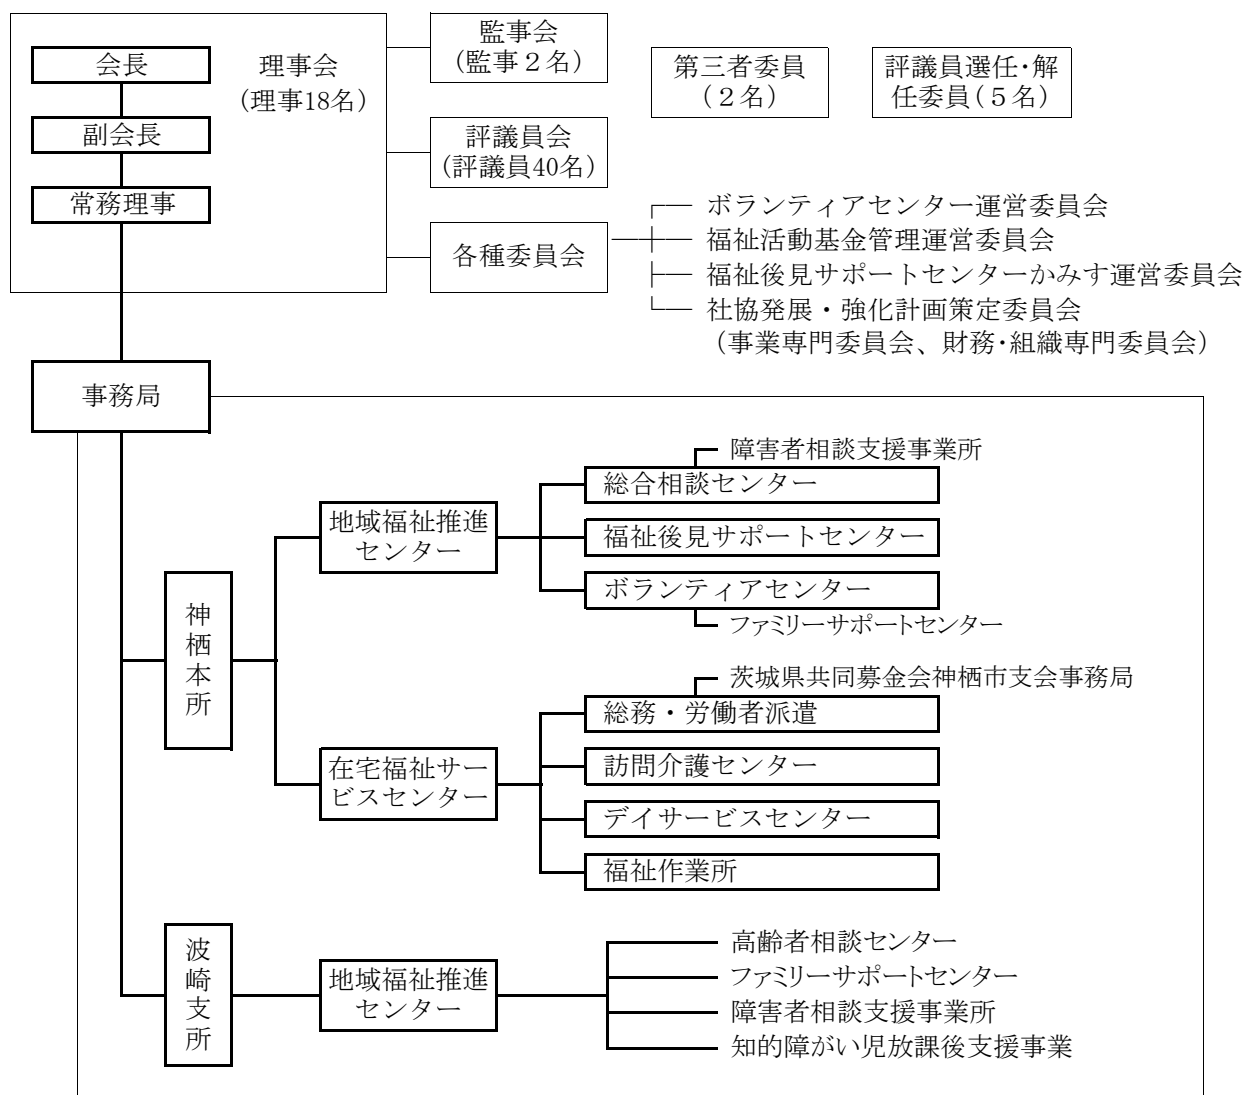 会長
副会長
常務理事
理事会
（理事18名）
監事会
（監事２名）
評議員会
（評議員40名）
各種委員会
第三者委員
（２名）
評議員選任・解
任委員（５名）
ボランティアセンター運営委員会
福祉活動基金管理運営委員会
福祉後見サポートセンターかみす運営委員会
社協発展・強化計画策定委員会
（事業専門委員会、財務・組織専門委員会）
事務局
神栖本所
地域福祉推進
センター
障害者相談支援事業所
総合相談センター
福祉後見サポートセンター
ボランティアセンター
ファミリーサポートセンター
在宅福祉サー
ビスセンター
茨城県共同募金会神栖市支会事務局
総務・労働者派遣
訪問介護センター
デイサービスセンター
福祉作業所
波崎支所
地域福祉推進
センター
高齢者相談センター
ファミリーサポートセンター
障害者相談支援事業所
知的障がい児放課後支援事業